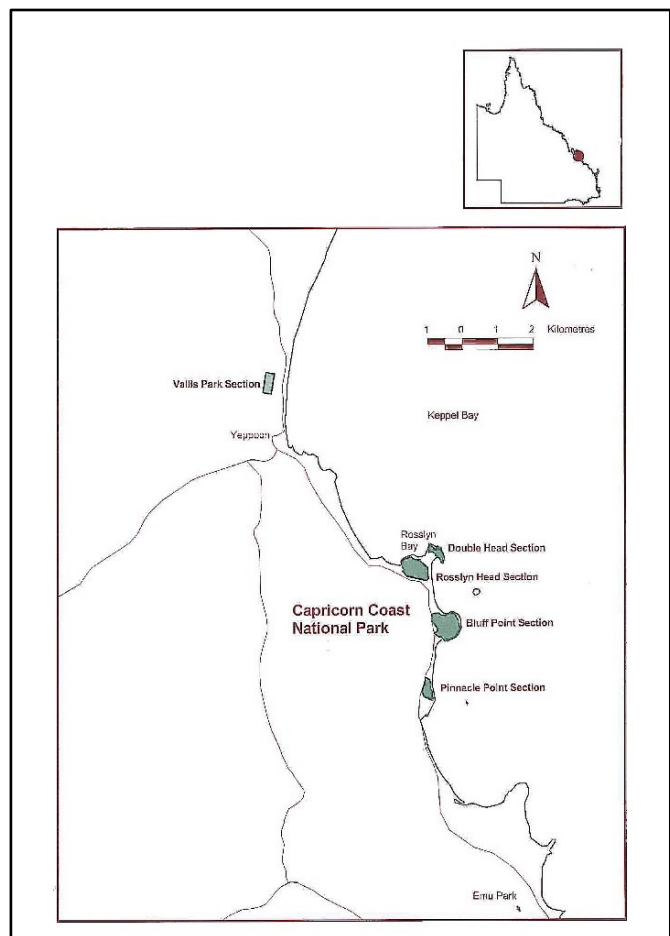 N
1 0 1 2 Kilometres
Vallis Park Section
Keppel Bay
Yeppoon
Rosslyn
Bay
Double Head Section
Rosslyn Head Section
Capricorn Coast
National Park
Bluff Point Section
Pinnacle Point Section
Emu Park